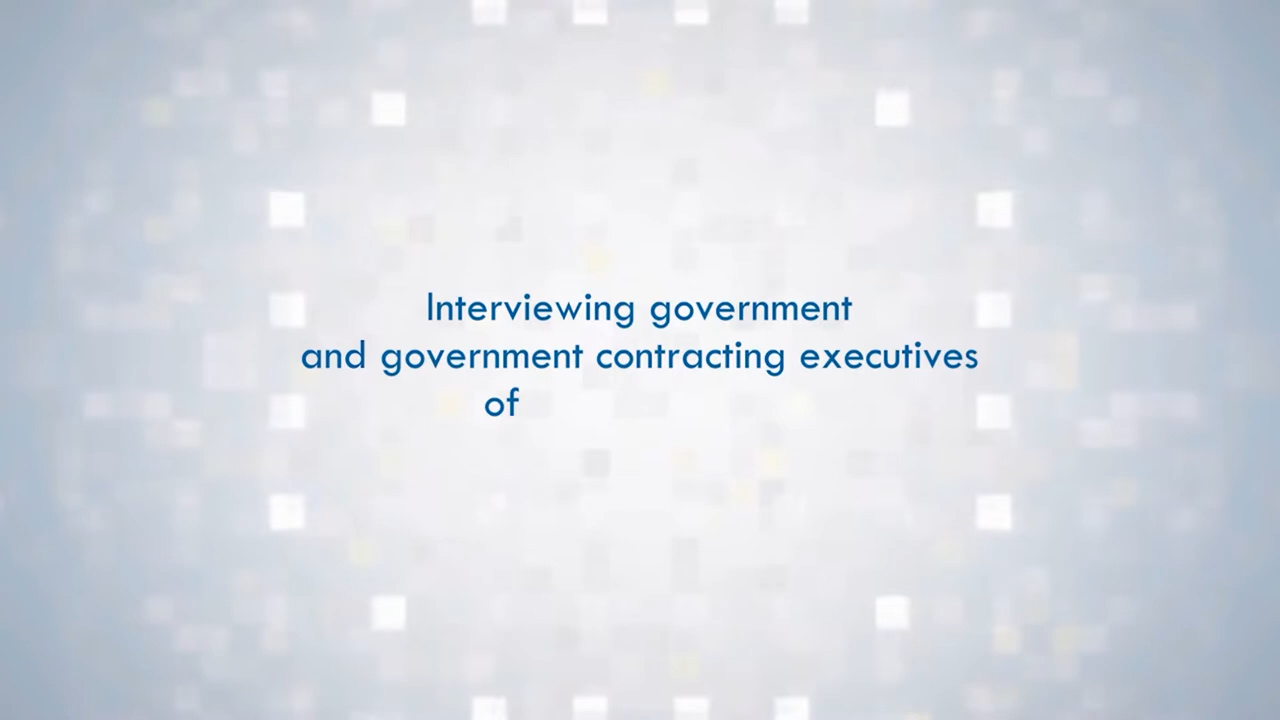 Interviewing government
and government contracting executives
of